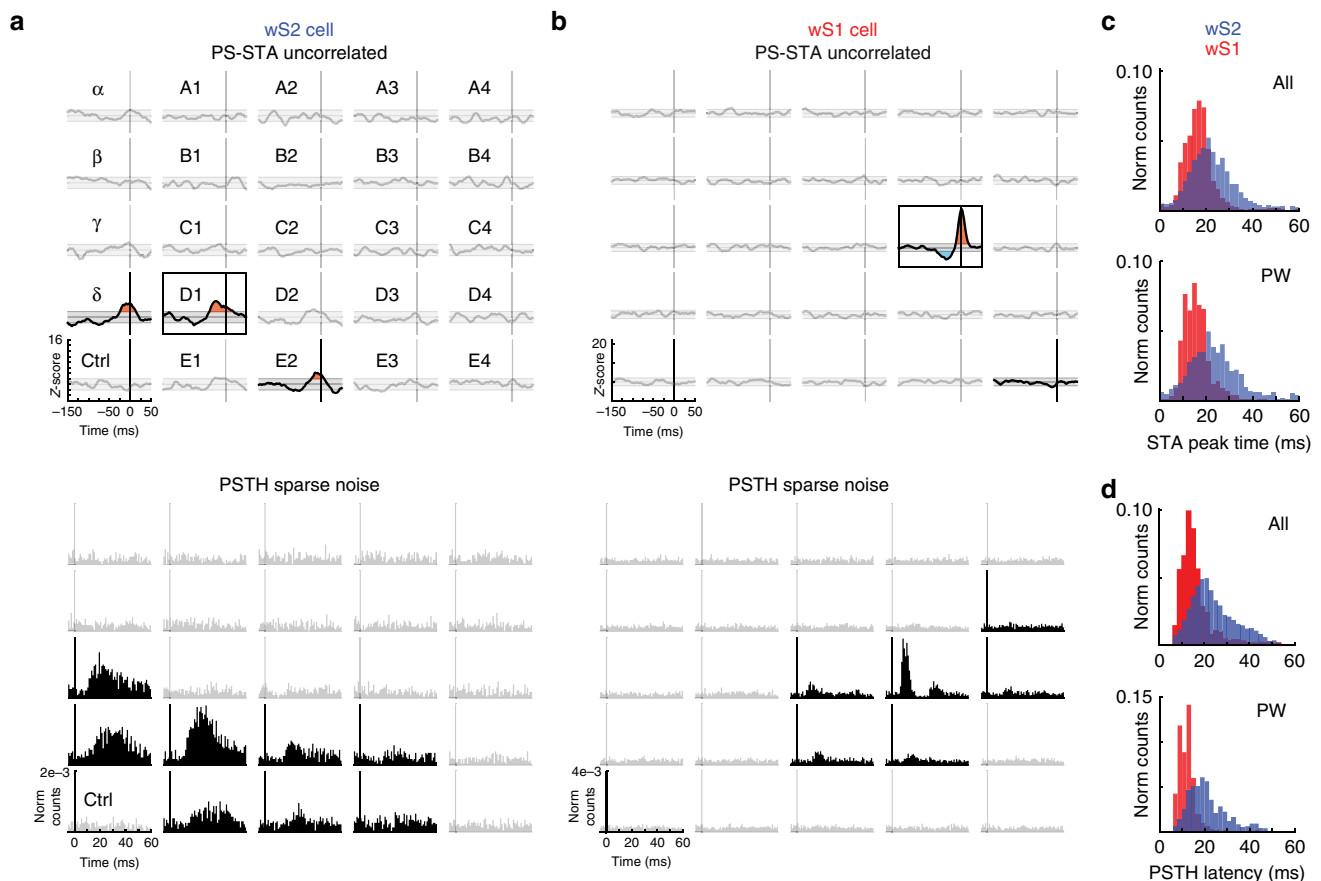 a
wS2 cell
PS-STA uncorrelated
α A1 A2 A3 A4
β B1 B2 B3 B4
γ C1 C2 C3 C4
δ D1 D2 D3 D4
Ctrl E1 E2 E3 E4
16
Z-score
−150 −50 0 50
Time (ms)
PSTH sparse noise
2e−3
Norm counts
Ctrl
0 20 40 60
Time (ms)
b
wS1 cell
PS-STA uncorrelated
20
0
Z-score
−150 −50 0 50
Time (ms)
PSTH sparse noise
4e−3
Norm counts
0 20 40 60
Time (ms)
c
wS2
wS1
0.10
All
Norm counts
0 20 40 60
0.10
PW
Norm counts
0 20 40 60
STA peak time (ms)
d
0.10
All
Norm counts
0 20 40 60
0.15
PW
Norm counts
0 20 40 60
PSTH latency (ms)